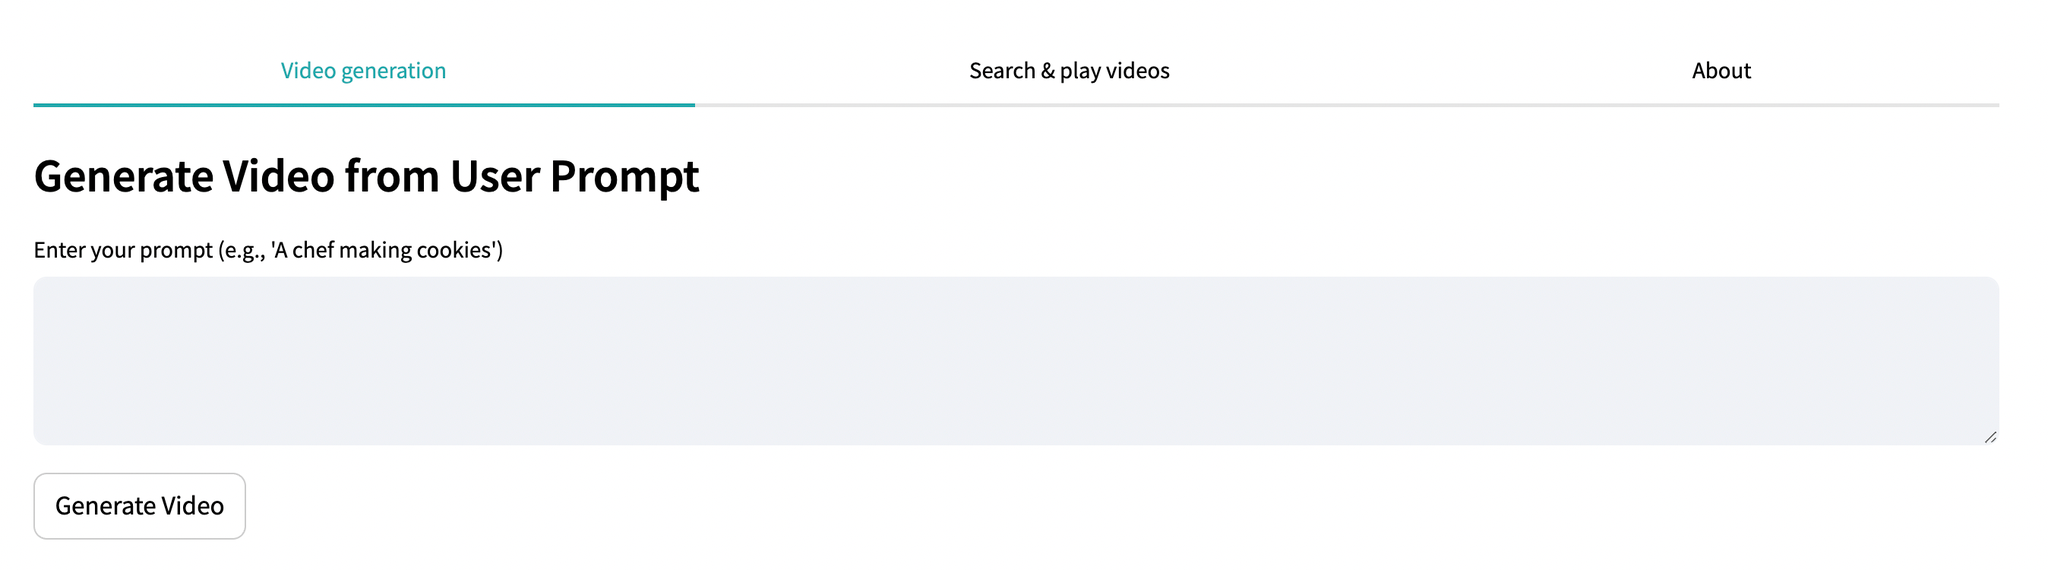 Video generation
Search & play videos
About
Generate Video from User Prompt
Enter your prompt (e.g., 'A chef making cookies')
Generate Video